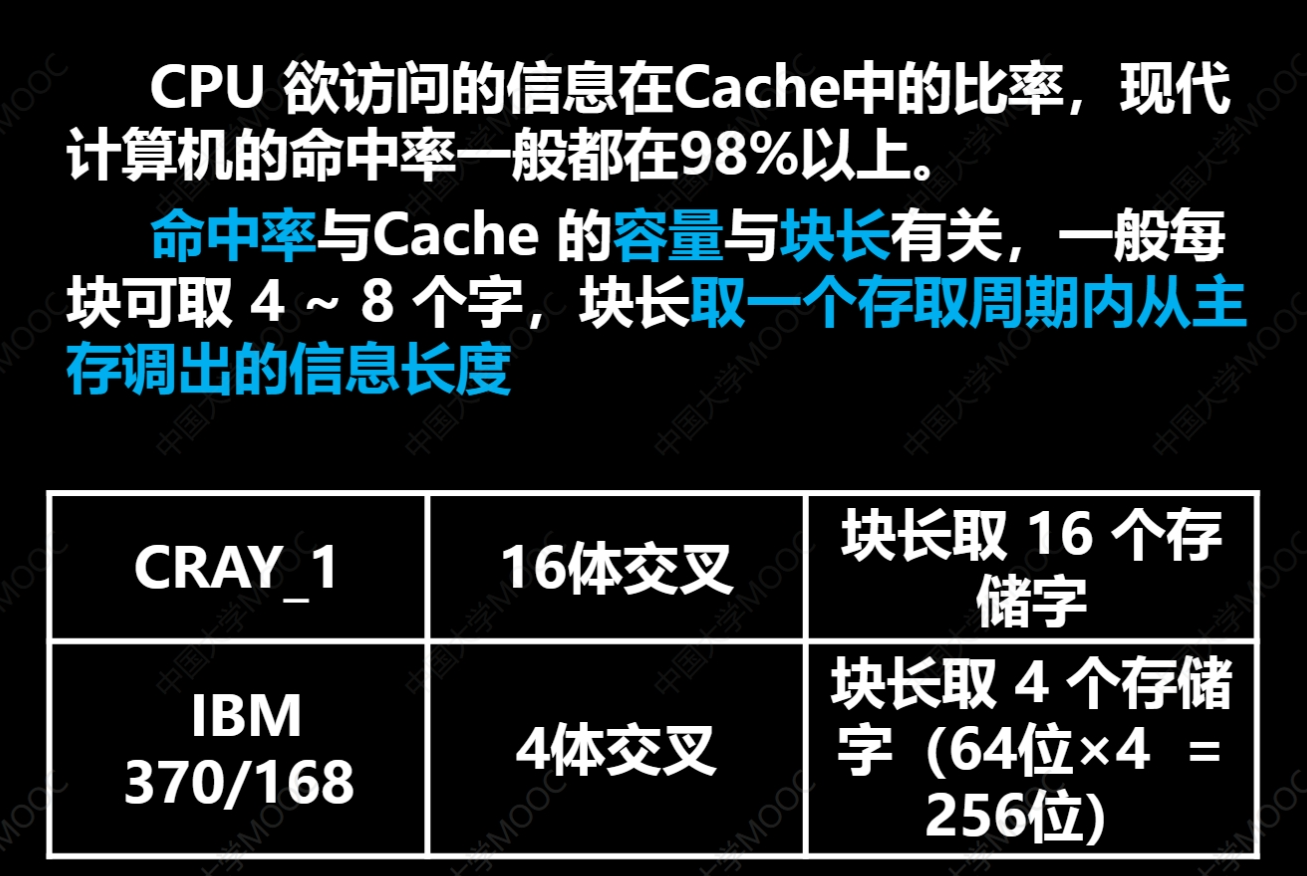 CPU 欲访问的信息在Cache中的比率，现代
计算机的命中率一般都在98%以上。
命中率与Cache 的容量与块长有关，一般每
块可取 4 ~ 8 个字，块长取一个存取周期内从主
存调出的信息长度
CRAY_1
16体交叉
块长取 16 个存
储字
IBM
370/168
4体交叉
块长取 4 个存储
字（64位×4 =
256位）
中国大学MOOC